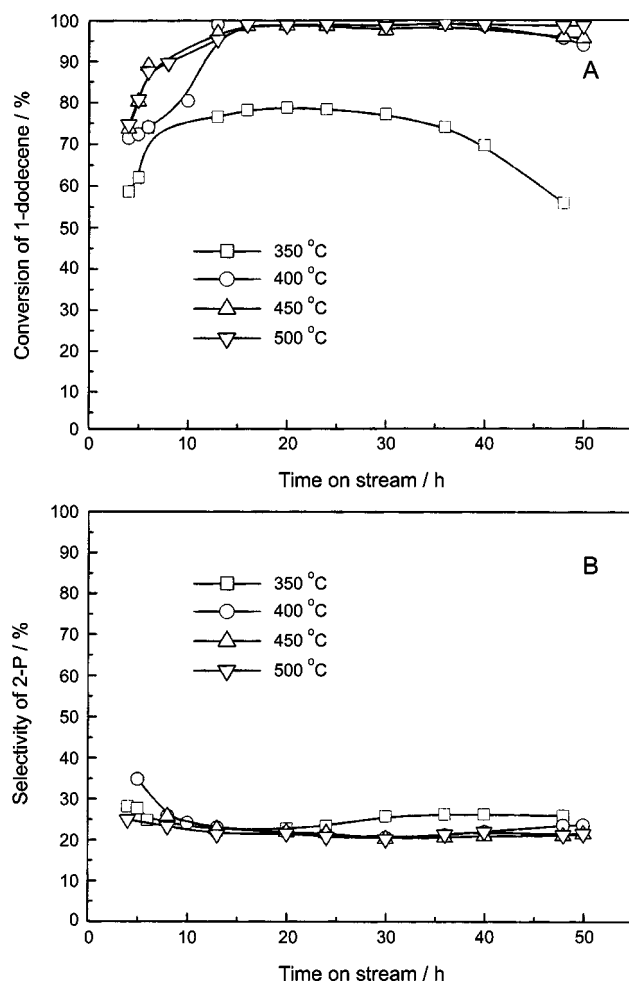 100
90
80
70
60
50
40
30
20
10
0
Conversion of 1-dodecene / %
A
350 °C
400 °C
450 °C
500 °C
0 10 20 30 40 50
Time on stream / h
100
90
80
70
60
50
40
30
20
10
0
Selectivity of 2-P / %
B
350 °C
400 °C
450 °C
500 °C
0 10 20 30 40 50
Time on stream / h